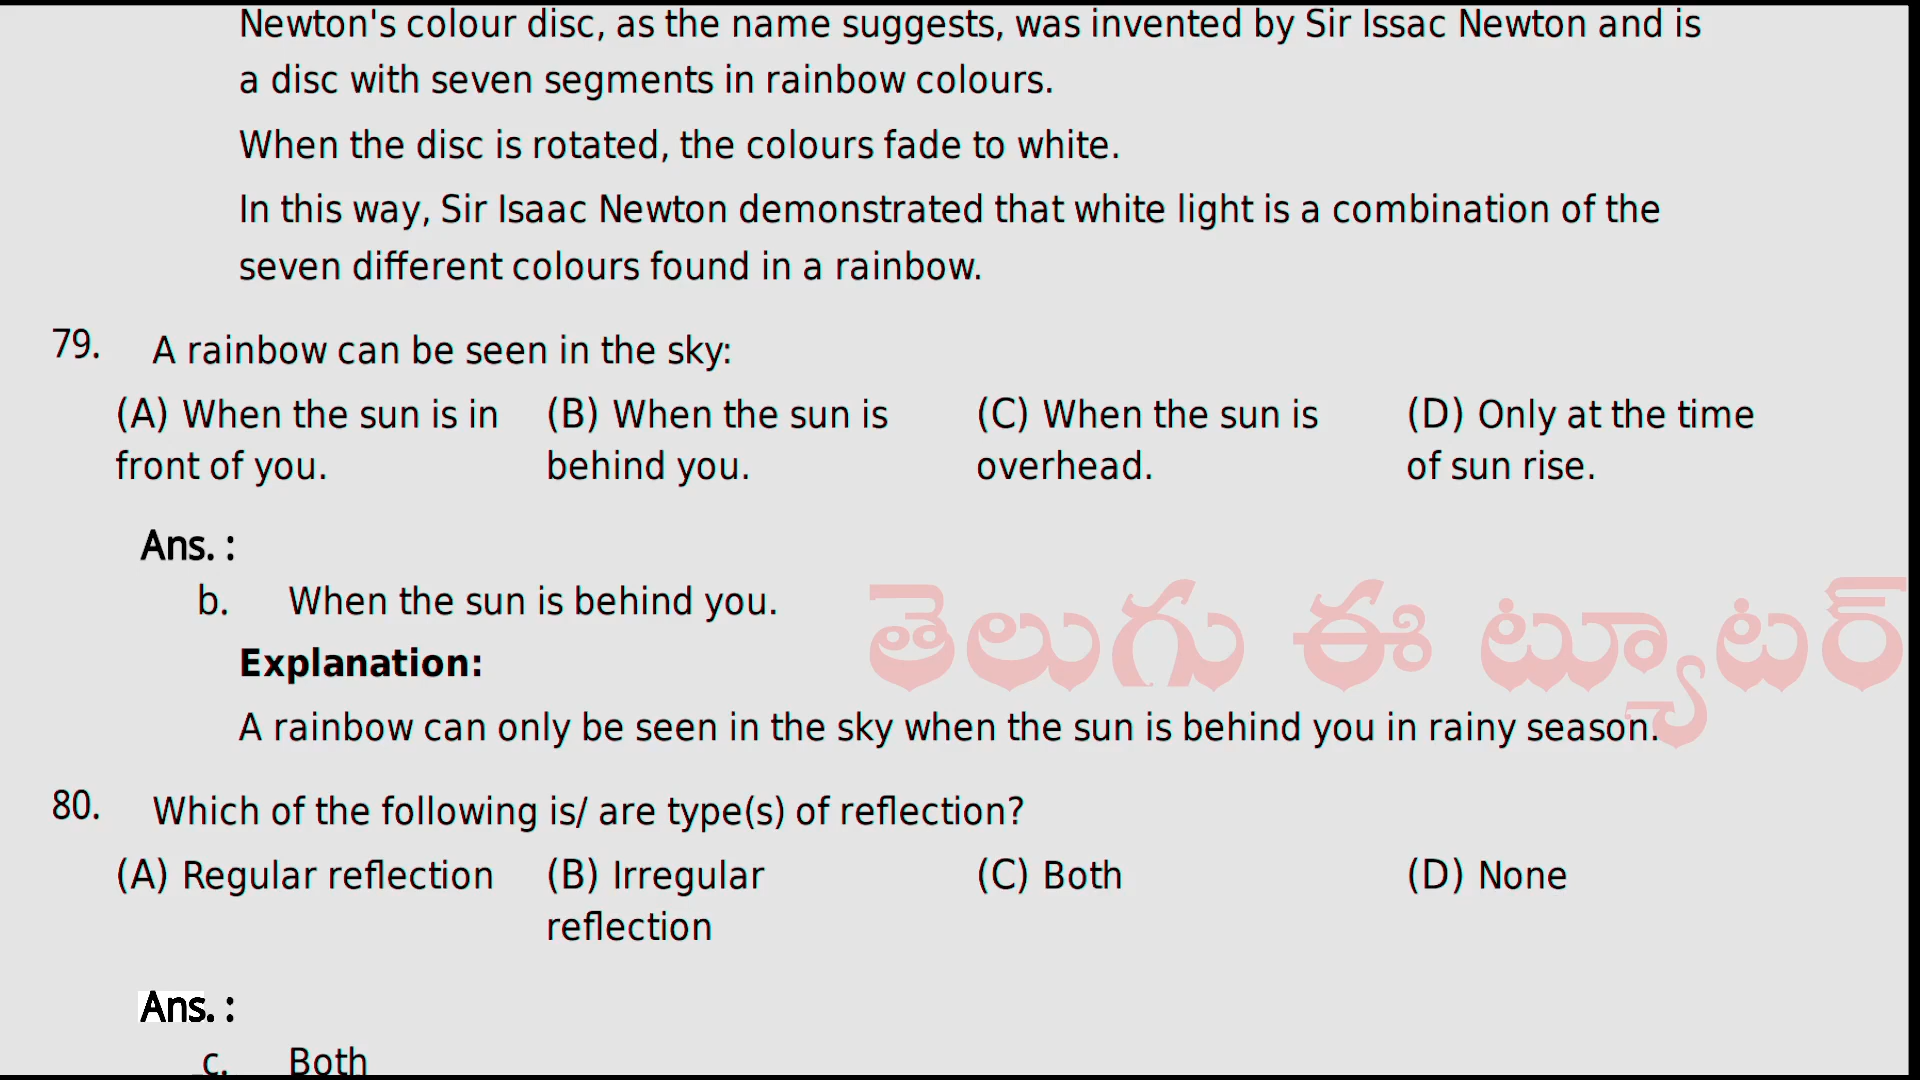 Newton's colour disc, as the name suggests, was invented by Sir Issac Newton and is
a disc with seven segments in rainbow colours.
When the disc is rotated, the colours fade to white.
In this way, Sir Isaac Newton demonstrated that white light is a combination of the
seven different colours found in a rainbow.
79. A rainbow can be seen in the sky:
(A) When the sun is in front of you.
(B) When the sun is behind you.
(C) When the sun is overhead.
(D) Only at the time of sun rise.
Ans. :
b. When the sun is behind you.
తెలుగు ఈ ట్యూటర్
Explanation:
A rainbow can only be seen in the sky when the sun is behind you in rainy season.
80. Which of the following is/ are type(s) of reflection?
(A) Regular reflection
(B) Irregular reflection
(C) Both
(D) None
Ans. :
c. Both